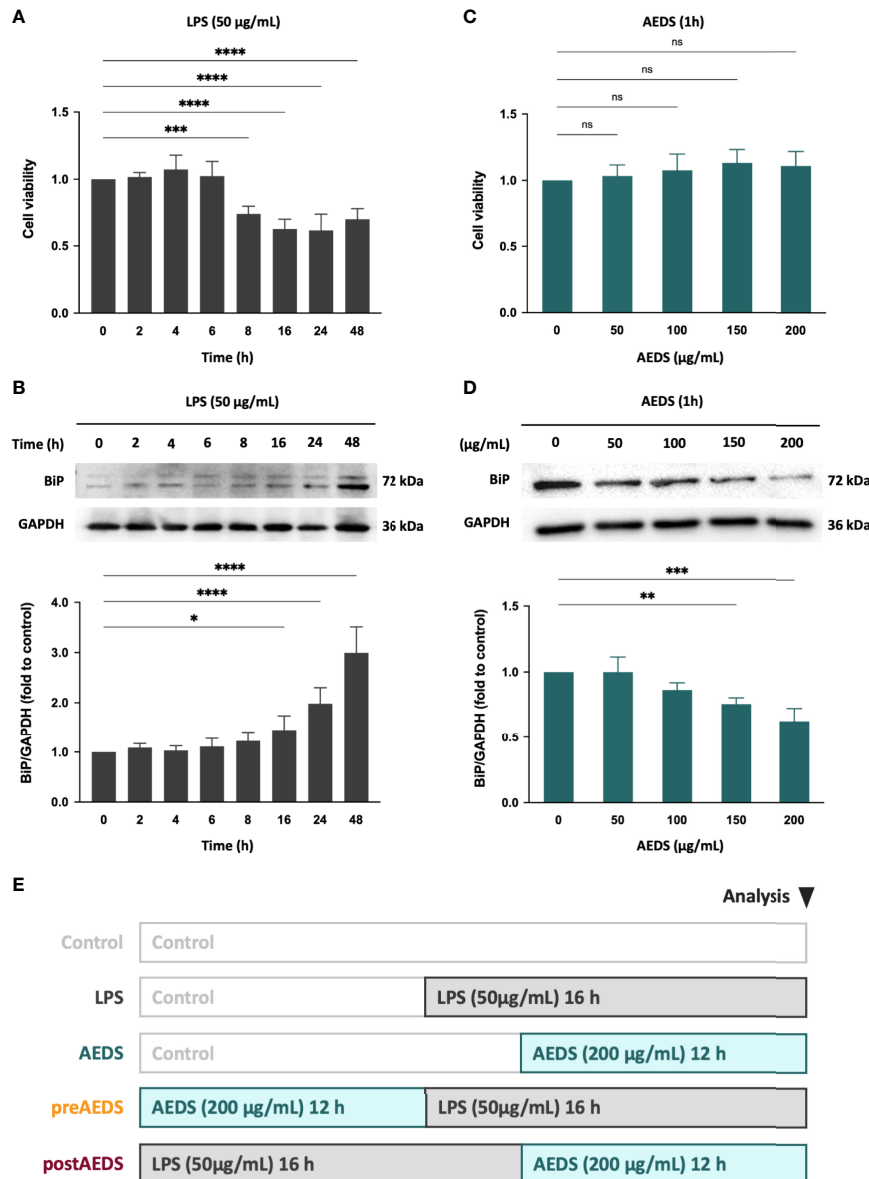 A
LPS (50 µg/mL)
****
****
****
***
Cell viability
1.5
1.0
0.5
0.0
0 2 4 6 8 16 24 48
Time (h)
C
AEDS (1h)
ns
ns
ns
ns
Cell viability
1.5
1.0
0.5
0.0
0 50 100 150 200
AEDS (µg/mL)
B
LPS (50 µg/mL)
Time (h) 0 2 4 6 8 16 24 48
BiP 72 kDa
GAPDH 36 kDa
****
****
*
BiP/GAPDH (fold to control)
4.0
3.0
2.0
1.0
0.0
0 2 4 6 8 16 24 48
Time (h)
D
AEDS (1h)
(µg/mL) 0 50 100 150 200
BiP 72 kDa
GAPDH 36 kDa
***
**
BiP/GAPDH (fold to control)
1.5
1.0
0.5
0.0
0 50 100 150 200
AEDS (µg/mL)
E
Analysis
Control Control
LPS Control LPS (50µg/mL) 16 h
AEDS Control AEDS (200 µg/mL) 12 h
preAEDS AEDS (200 µg/mL) 12 h LPS (50µg/mL) 16 h
postAEDS LPS (50µg/mL) 16 h AEDS (200 µg/mL) 12 h